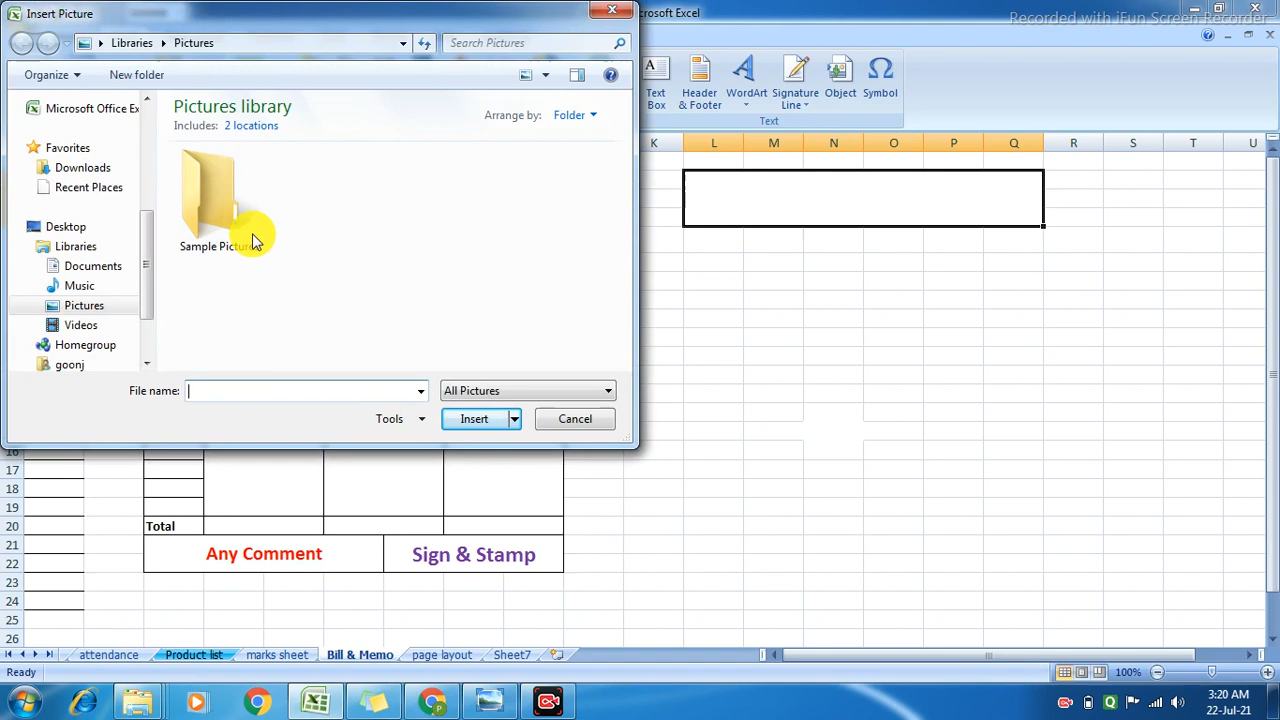 Insert Picture
Microsoft Excel
Recorded with iFun Screen Recorder
Libraries
Pictures
Search Pictures
Organize
New folder
Text Box
Header & Footer
WordArt
Signature Line
Object
Symbol
Text
Microsoft Office Ex
Favorites
Downloads
Recent Places
Desktop
Libraries
Documents
Music
Pictures
Videos
Homegroup
goonj
Pictures library
Includes: 2 locations
Arrange by: Folder
Sample Pictures
File name:
All Pictures
Tools
Insert
Cancel
K L M N O P Q R S T U
16
17
18
19
20 Total
21
22
Any Comment
Sign & Stamp
23
24
25
26
attendance Product list marks sheet Bill & Memo page layout Sheet7
Ready
100%
3:20 AM
22-Jul-21